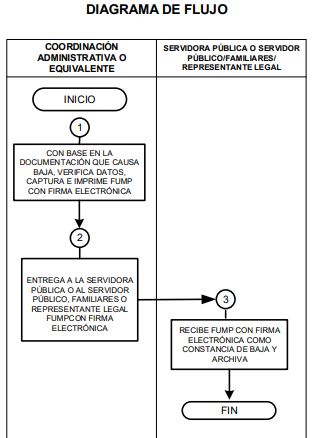 DIAGRAMA DE FLUJO
COORDINACIÓN
ADMINISTRATIVA O
EQUIVALENTE
SERVIDORA PÚBLICA O SERVIDOR
PÚBLICO/FAMILIARES/
REPRESENTANTE LEGAL
INICIO
1
CON BASE EN LA
DOCUMENTACIÓN QUE CAUSA
BAJA, VERIFICA DATOS,
CAPTURA E IMPRIME FUMP
CON FIRMA ELECTRÓNICA
2
ENTREGA A LA SERVIDORA
PÚBLICA O AL SERVIDOR
PÚBLICO, FAMILIARES O
REPRESENTANTE LEGAL
FUMPCON FIRMA
ELECTRÓNICA
3
RECIBE FUMP CON FIRMA
ELECTRÓNICA COMO
CONSTANCIA DE BAJA Y
ARCHIVA
FIN